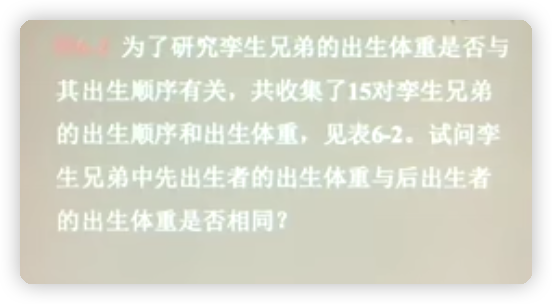 为了研究孪生兄弟的出生体重是否与
其出生顺序有关，共收集了15对孪生兄弟
的出生顺序和出生体重，见表6-2。试问孪
生兄弟中先出生者的出生体重与后出生者
的出生体重是否相同？